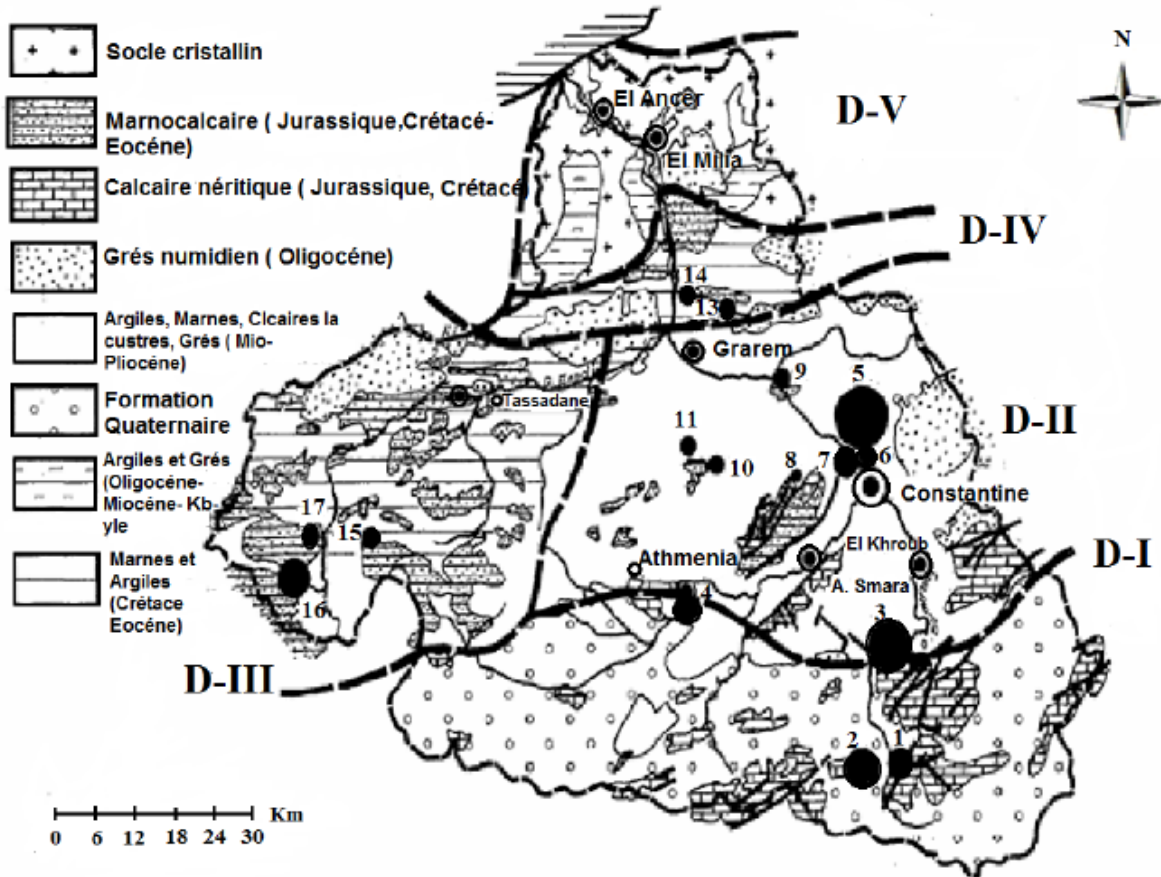 Socle cristallin
Marnocalcaire ( Jurassique,Crétacé-
Eocéne)
Calcaire néritique ( Jurassique, Crétacé
Grés numidien ( Oligocéne)
Argiles, Marnes, Clcaires la
custres, Grés ( Mio-
Pliocéne)
Formation
Quaternaire
Argiles et Grés
(Oligocéne-
Miocéne- Kb-
yle
Marnes et
Argiles
(Crétace
Eocéne)
N
El Ancer
D-V
El Milia
D-IV
14
13
Grarem
9
5
Tassadane
D-II
11
10
8
7
6
Constantine
17
15
El Khroub
Athmenia
A. Smara
D-I
4
16
3
D-III
2
1
Km
0 6 12 18 24 30